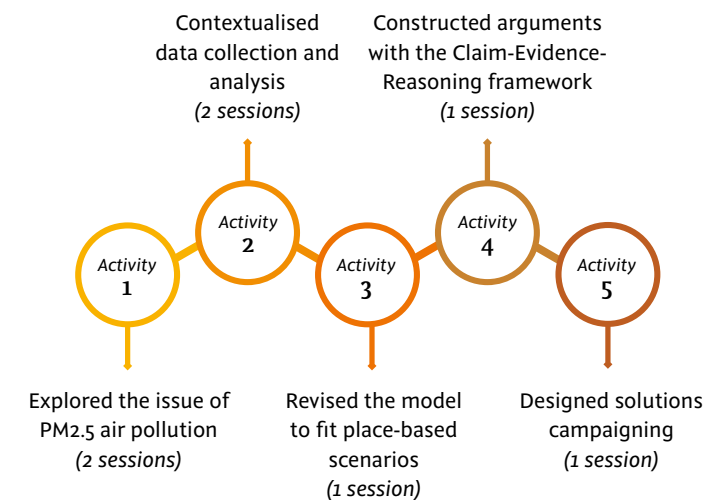 Contextualised
data collection and
analysis
(2 sessions)
Constructed arguments
with the Claim-Evidence-
Reasoning framework
(1 session)
Activity
1
Activity
2
Activity
3
Activity
4
Activity
5
Explored the issue of
PM2.5 air pollution
(2 sessions)
Revised the model
to fit place-based
scenarios
(1 session)
Designed solutions
campaigning
(1 session)